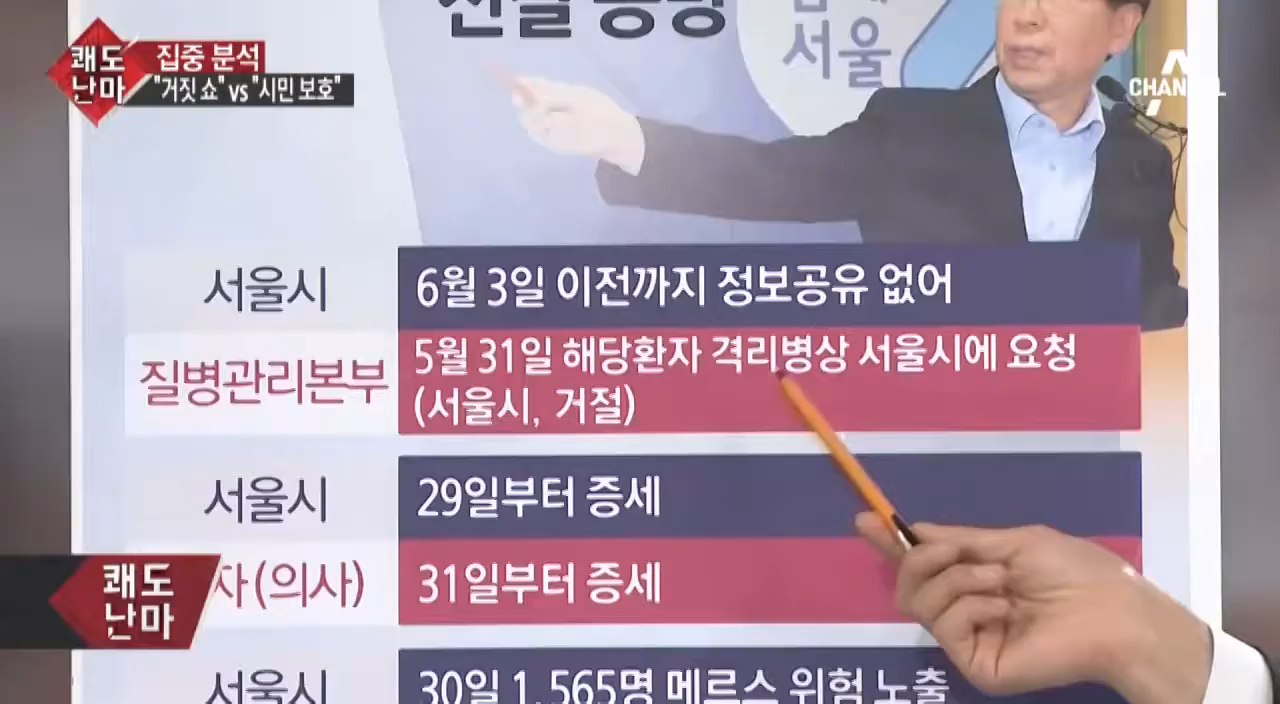 쾌도
난마
집중 분석
"거짓 쇼" vs "시민 보호"
서울
CHANNEL
서울시
6월 3일 이전까지 정보공유 없어
질병관리본부
5월 31일 해당환자 격리병상 서울시에 요청
(서울시, 거절)
서울시
29일부터 증세
자(의사)
31일부터 증세
쾌도
난마
서울시
30일 1,565명 메르스 위험 노출